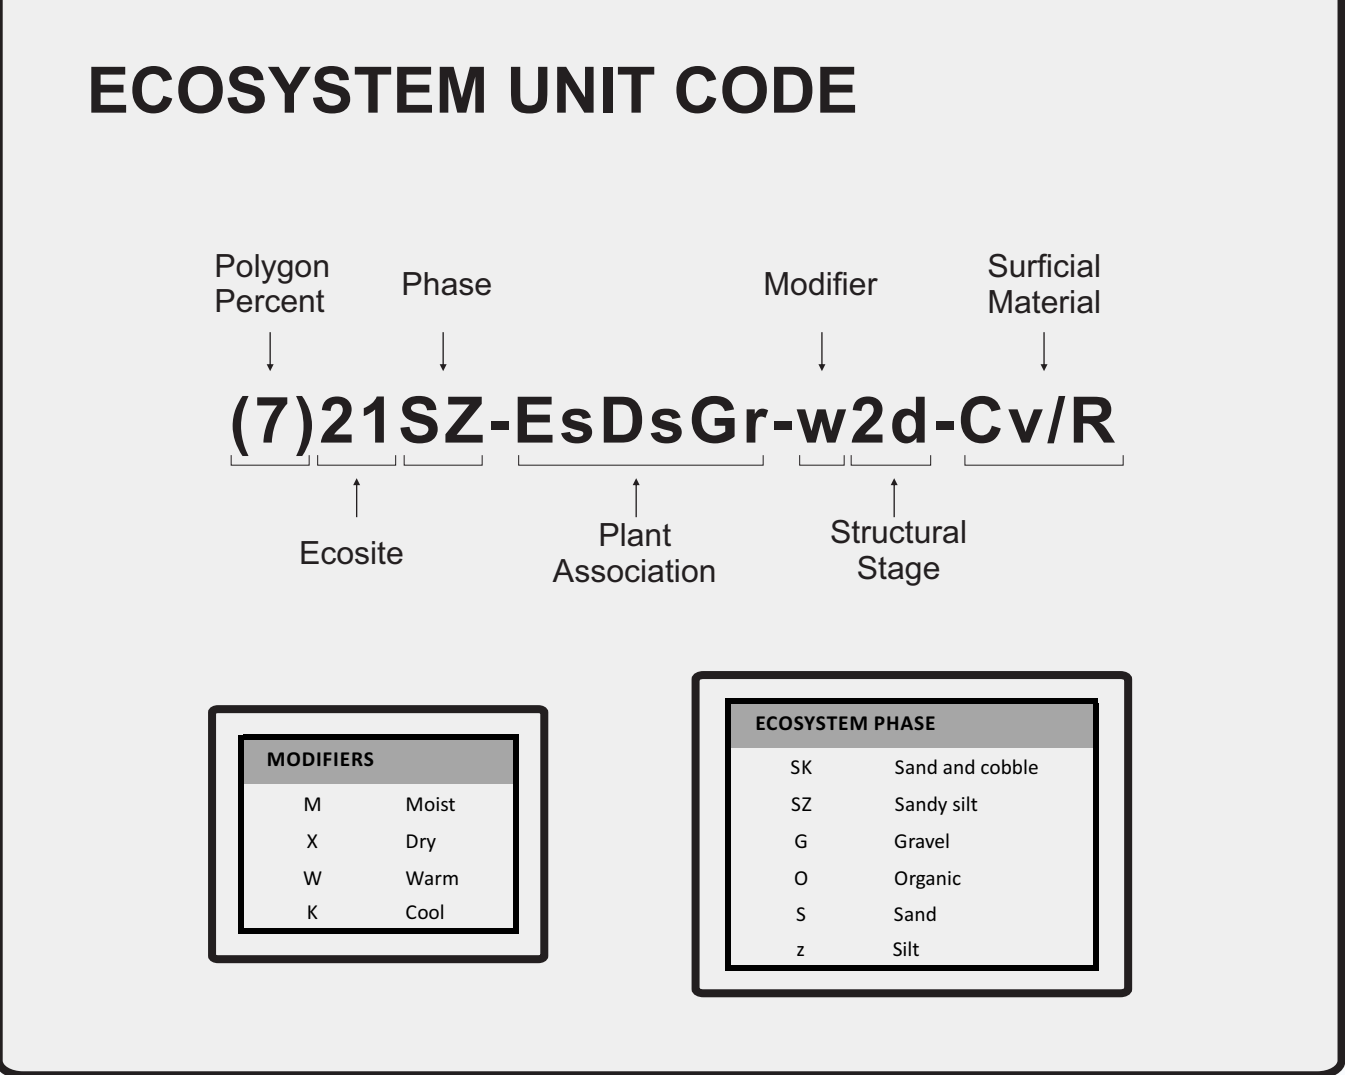 ECOSYSTEM UNIT CODE
Polygon
Percent
Phase
Modifier
Surficial
Material
(7)21SZ-EsDsGr-w2d-Cv/R
Ecosite
Plant
Association
Structural
Stage
MODIFIERS
M Moist
X Dry
W Warm
K Cool
ECOSYSTEM PHASE
SK Sand and cobble
SZ Sandy silt
G Gravel
O Organic
S Sand
z Silt